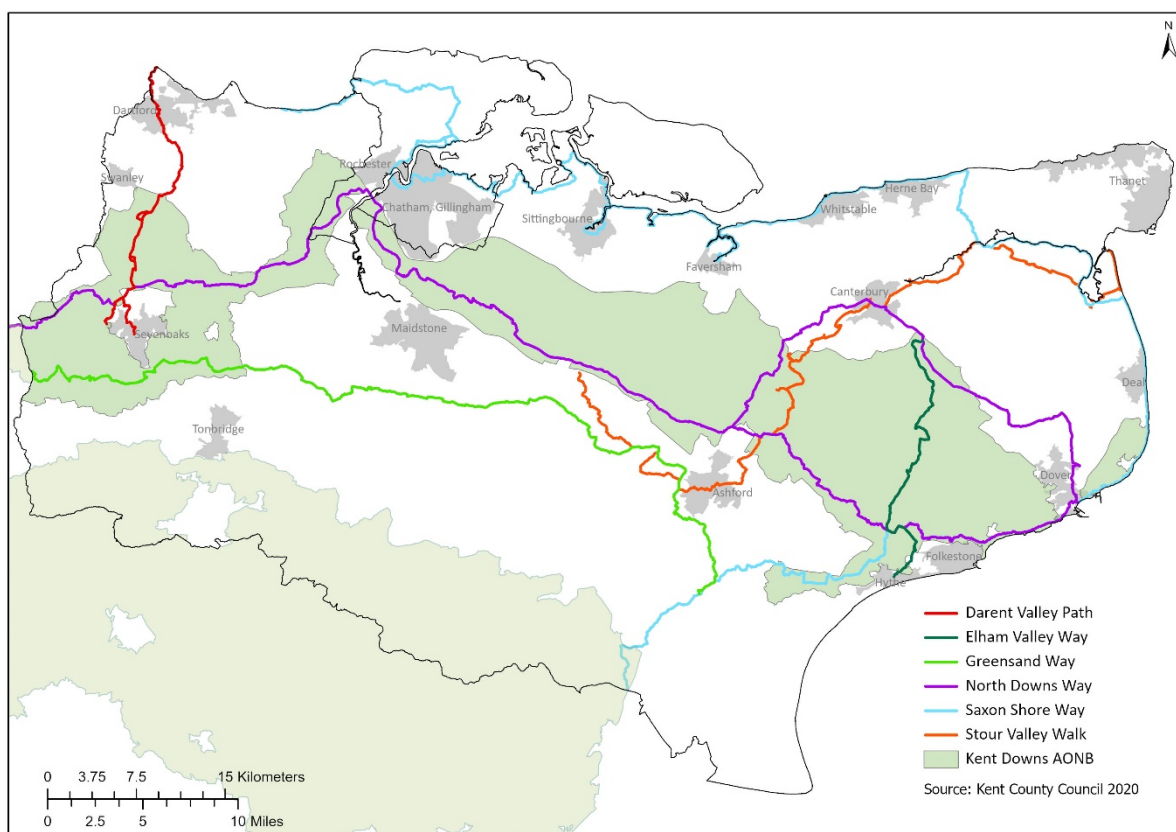 N
Dartford
Swanley
Rochester
Chatham, Gillingham
Sittingbourne
Faversham
Whitstable
Herne Bay
Thanet
Canterbury
Sevenoaks
Maidstone
Deal
Tonbridge
Ashford
Dover
Folkestone
Hythe
Darent Valley Path
Elham Valley Way
Greensand Way
North Downs Way
Saxon Shore Way
Stour Valley Walk
Kent Downs AONB
Source: Kent County Council 2020
0 3.75 7.5 15 Kilometers
0 2.5 5 10 Miles